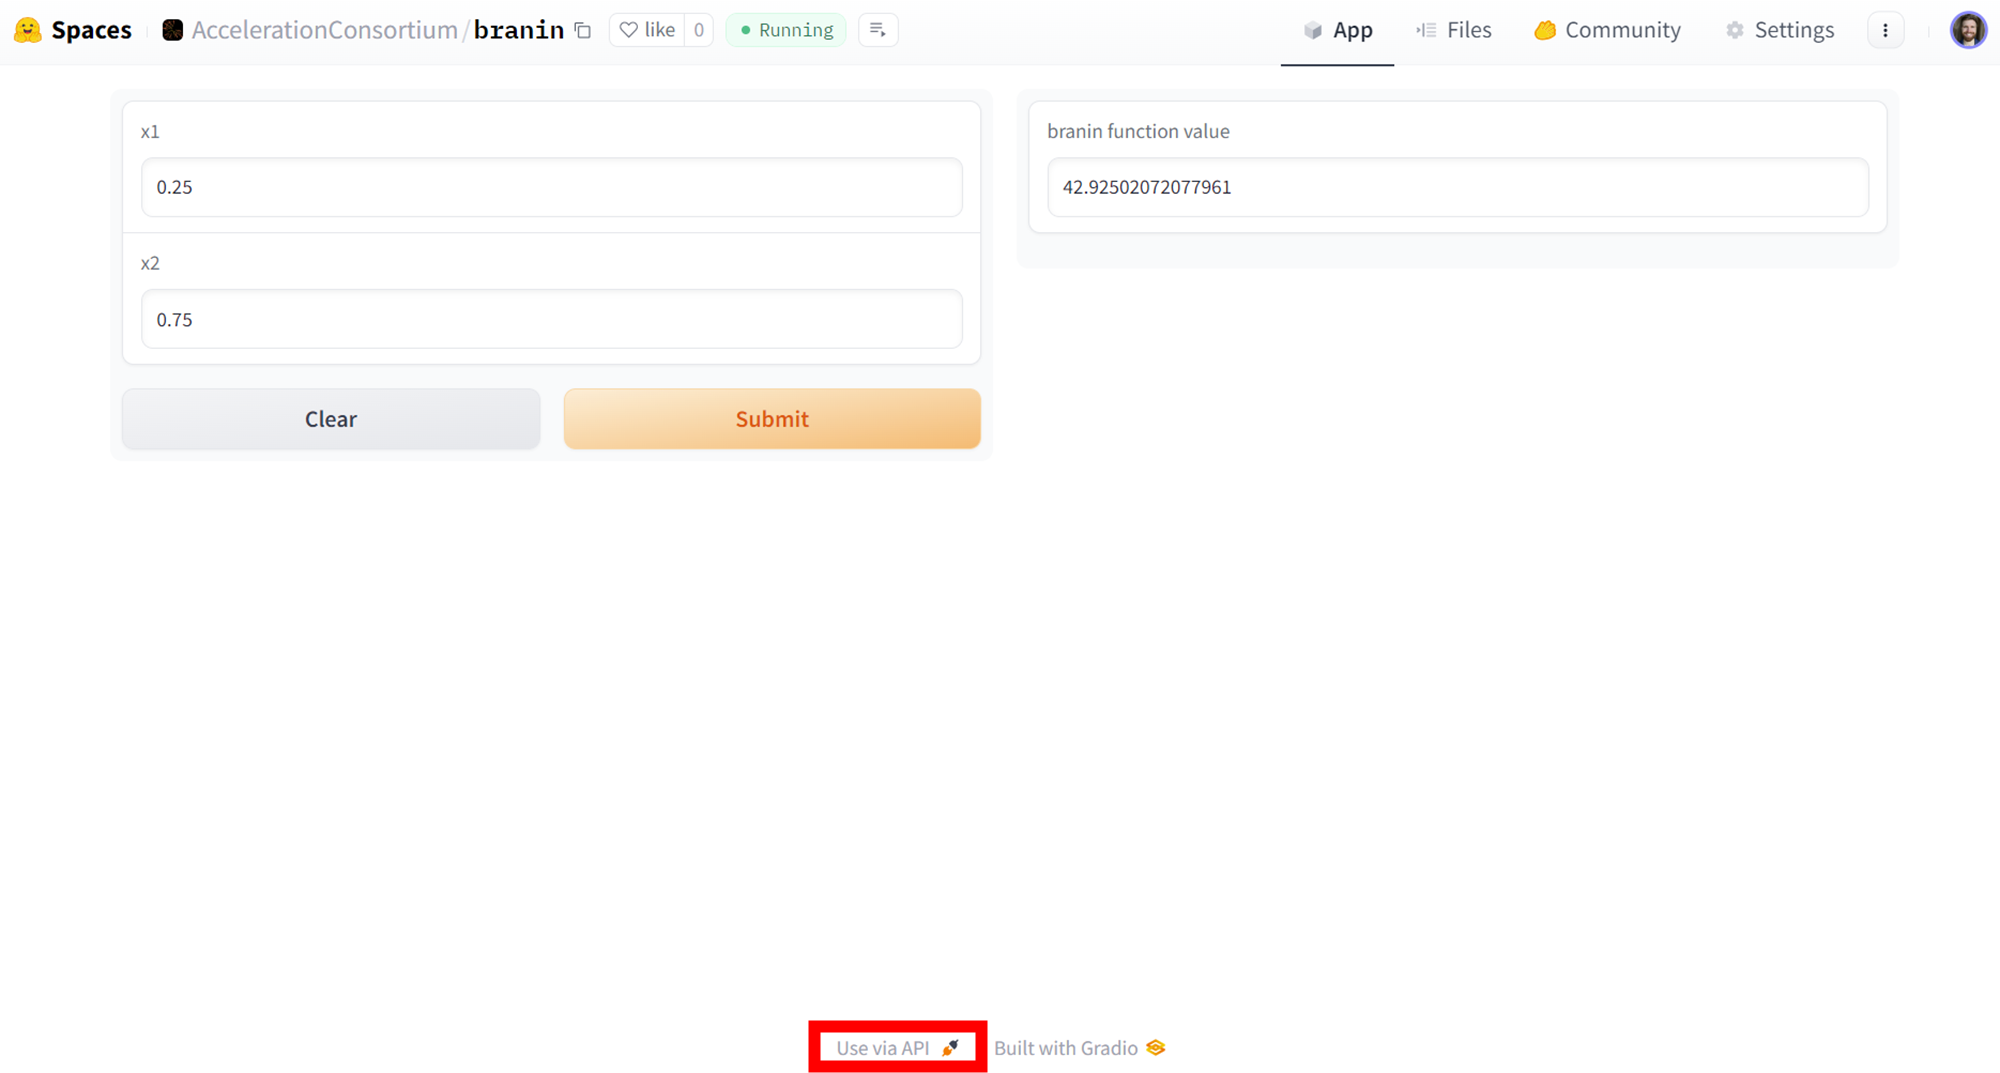 Spaces AccelerationConsortium/branin like 0 Running App Files Community Settings
x1
0.25
x2
0.75
Clear Submit
branin function value
42.92502072077961
Use via API Built with Gradio